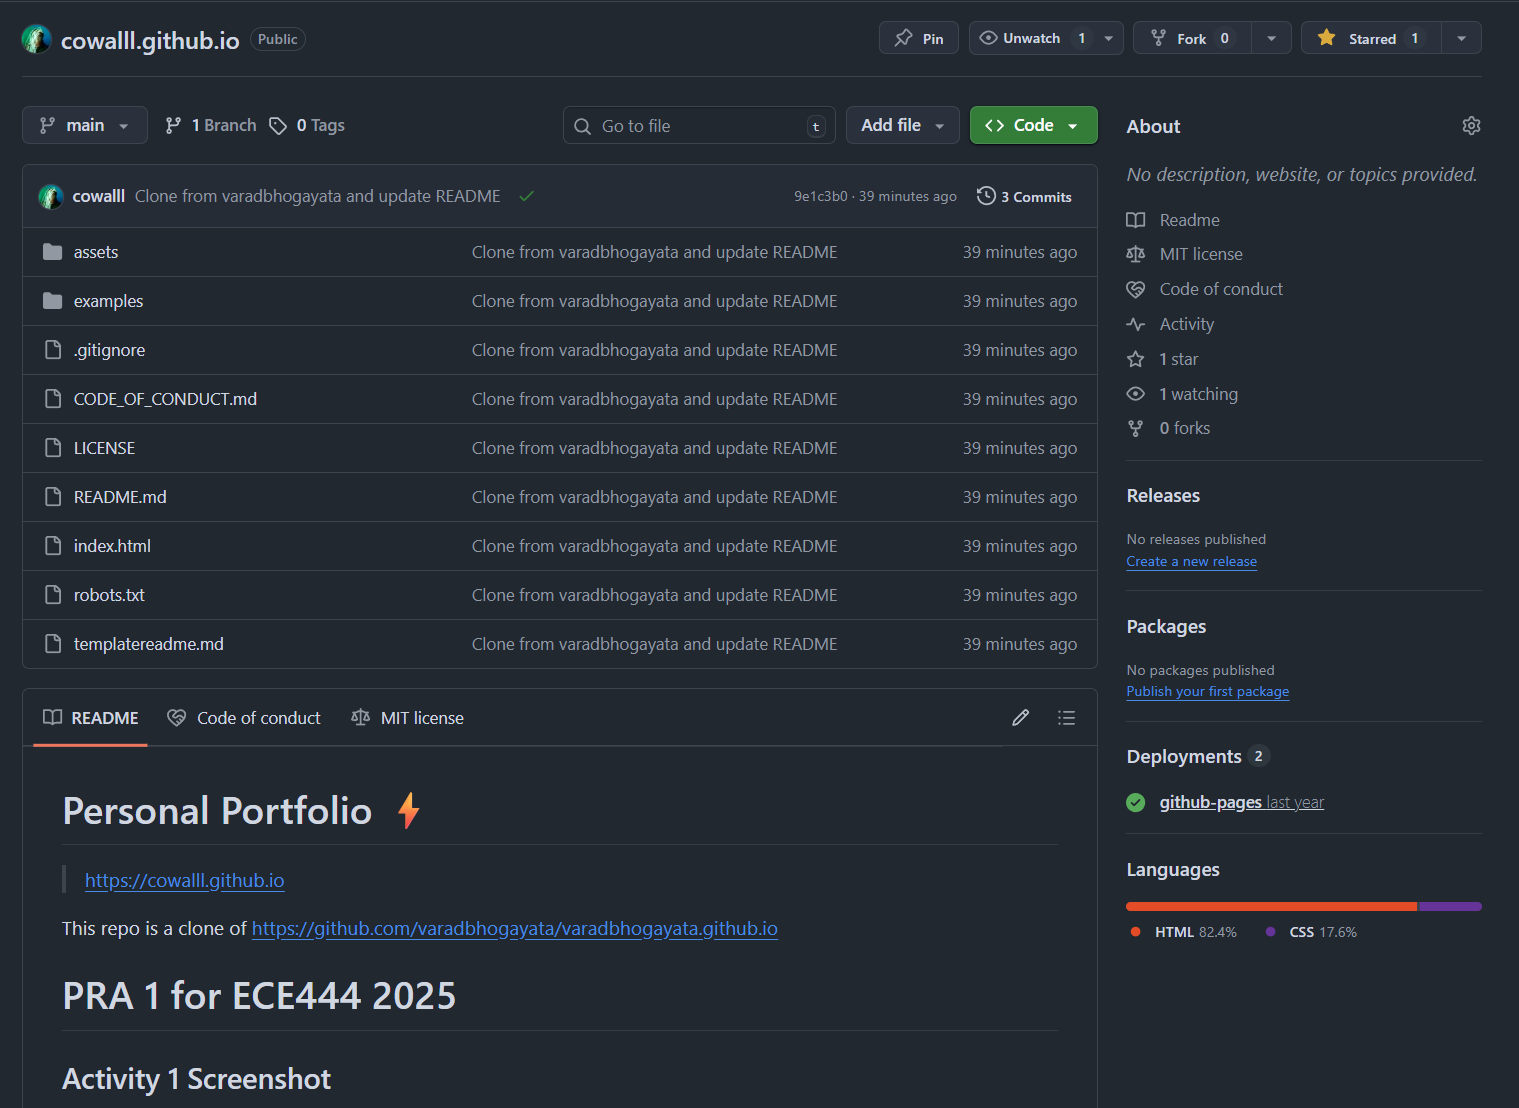 cowalll.github.io Public Pin Unwatch 1 Fork 0 Starred 1
main 1 Branch 0 Tags Go to file t Add file Code
cowalll Clone from varadbhogayata and update README 9e1c3b0 · 39 minutes ago 3 Commits
assets Clone from varadbhogayata and update README 39 minutes ago
examples Clone from varadbhogayata and update README 39 minutes ago
.gitignore Clone from varadbhogayata and update README 39 minutes ago
CODE_OF_CONDUCT.md Clone from varadbhogayata and update README 39 minutes ago
LICENSE Clone from varadbhogayata and update README 39 minutes ago
README.md Clone from varadbhogayata and update README 39 minutes ago
index.html Clone from varadbhogayata and update README 39 minutes ago
robots.txt Clone from varadbhogayata and update README 39 minutes ago
templatereadme.md Clone from varadbhogayata and update README 39 minutes ago
README Code of conduct MIT license
Personal Portfolio
https://cowalll.github.io
This repo is a clone of https://github.com/varadbhogayata/varadbhogayata.github.io
PRA 1 for ECE444 2025
Activity 1 Screenshot
About
No description, website, or topics provided.
Readme
MIT license
Code of conduct
Activity
1 star
1 watching
0 forks
Releases
No releases published
Create a new release
Packages
No packages published
Publish your first package
Deployments 2
github-pages last year
Languages
HTML 82.4% CSS 17.6%